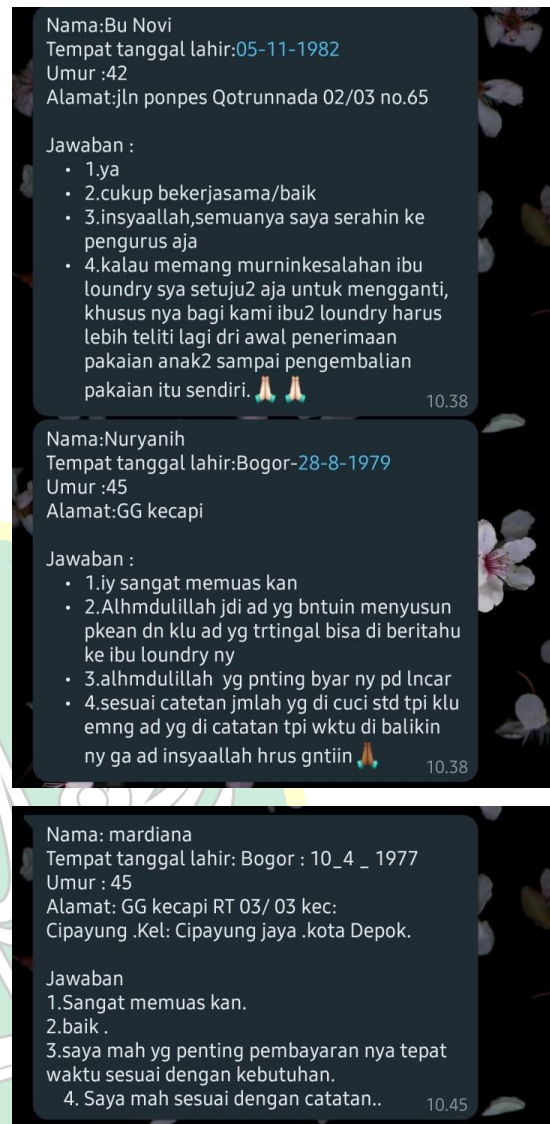 Nama:Bu Novi
Tempat tanggal lahir:05-11-1982
Umur :42
Alamat:jln ponpes Qotrunnada 02/03 no.65
Jawaban :
• 1.ya
• 2.cukup bekerjasama/baik
• 3.insyaallah,semuanya saya serahin ke
pengurus aja
• 4.kalau memang murninkesalahan ibu
loundry sya setuju2 aja untuk mengganti,
khusus nya bagi kami ibu2 loundry harus
lebih teliti lagi dri awal penerimaan
pakaian anak2 sampai pengembalian
pakaian itu sendiri.🙏🏻 🙏🏻
10.38
Nama:Nuryanih
Tempat tanggal lahir:Bogor-28-8-1979
Umur :45
Alamat:GG kecapi
Jawaban :
• 1.iy sangat memuas kan
• 2.Alhmdulillah jdi ad yg bntuin menyusun
pkean dn klu ad yg trtingal bisa di beritahu
ke ibu loundry ny
• 3.alhmdulillah yg pnting byar ny pd lncar
• 4.sesuai catetan jmlah yg di cuci std tpi klu
emng ad yg di catatan tpi wktu di balikin
ny ga ad insyaallah hrus gntiin🙏🏾
10.38
Nama: mardiana
Tempat tanggal lahir: Bogor : 10_4 _ 1977
Umur : 45
Alamat: GG kecapi RT 03/ 03 kec:
Cipayung .Kel: Cipayung jaya .kota Depok.
Jawaban
1.Sangat memuas kan.
2.baik .
3.saya mah yg penting pembayaran nya tepat
waktu sesuai dengan kebutuhan.
4. Saya mah sesuai dengan catatan..
10.45